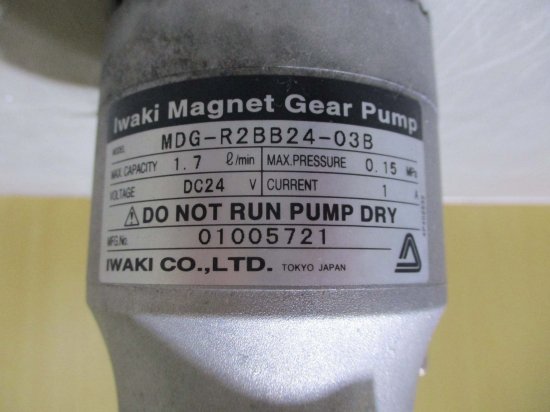 Iwaki Magnet Gear Pump
MODEL MDG-R2BB24-03B
MAX.CAPACITY 1.7 ℓ/min MAX.PRESSURE 0.15 MPa
VOLTAGE DC24 V CURRENT 1 A
⚠ DO NOT RUN PUMP DRY
MFG.No. 01005721
IWAKI CO.,LTD. TOKYO JAPAN